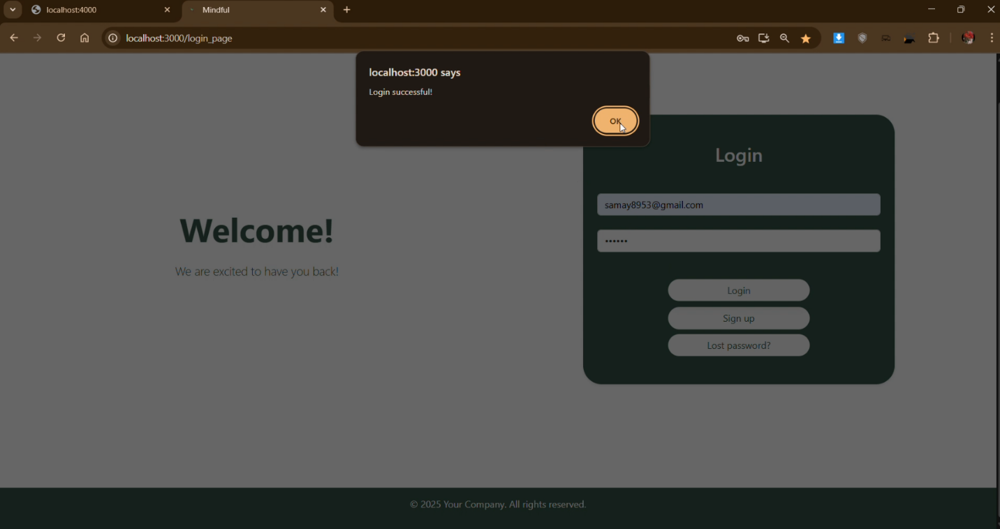 localhost:4000
Mindful
localhost:3000/login_page
localhost:3000 says
Login successful!
OK
Login
samay8953@gmail.com
••••••
Welcome!
We are excited to have you back!
Login
Sign up
Lost password?
© 2025 Your Company. All rights reserved.